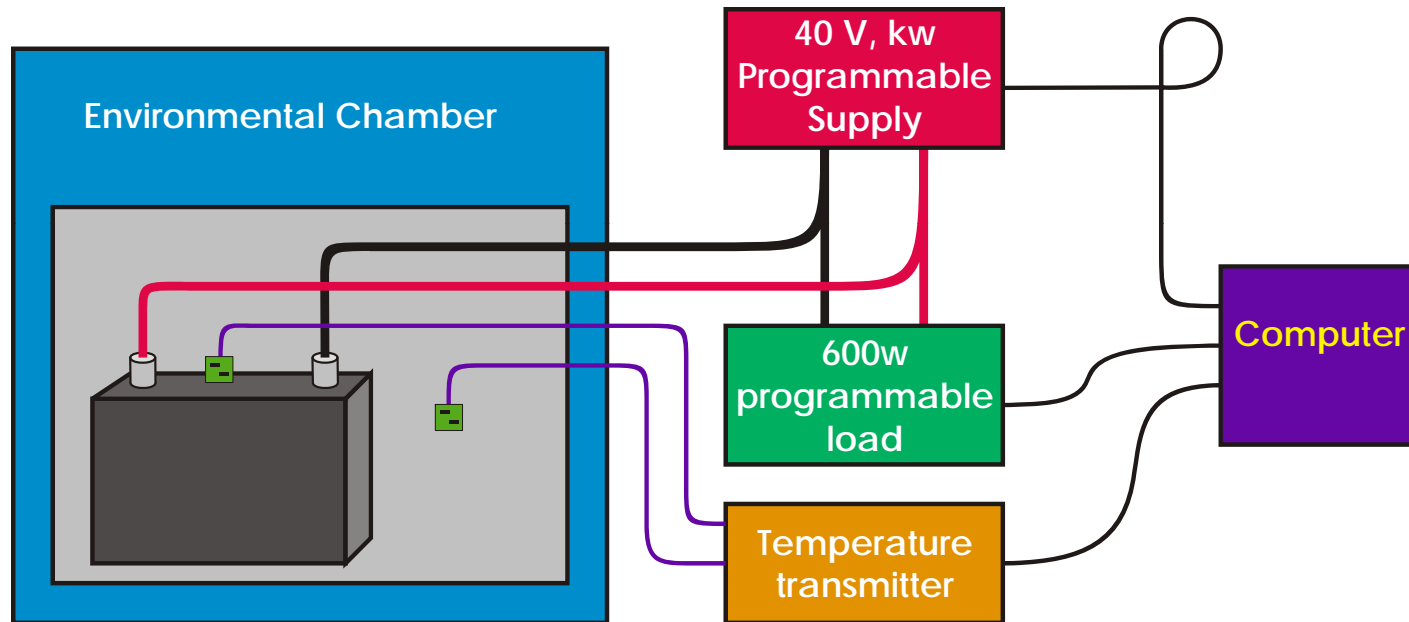 Environmental Chamber
40 V, kw
Programmable
Supply
600w
programmable
load
Temperature
transmitter
Computer